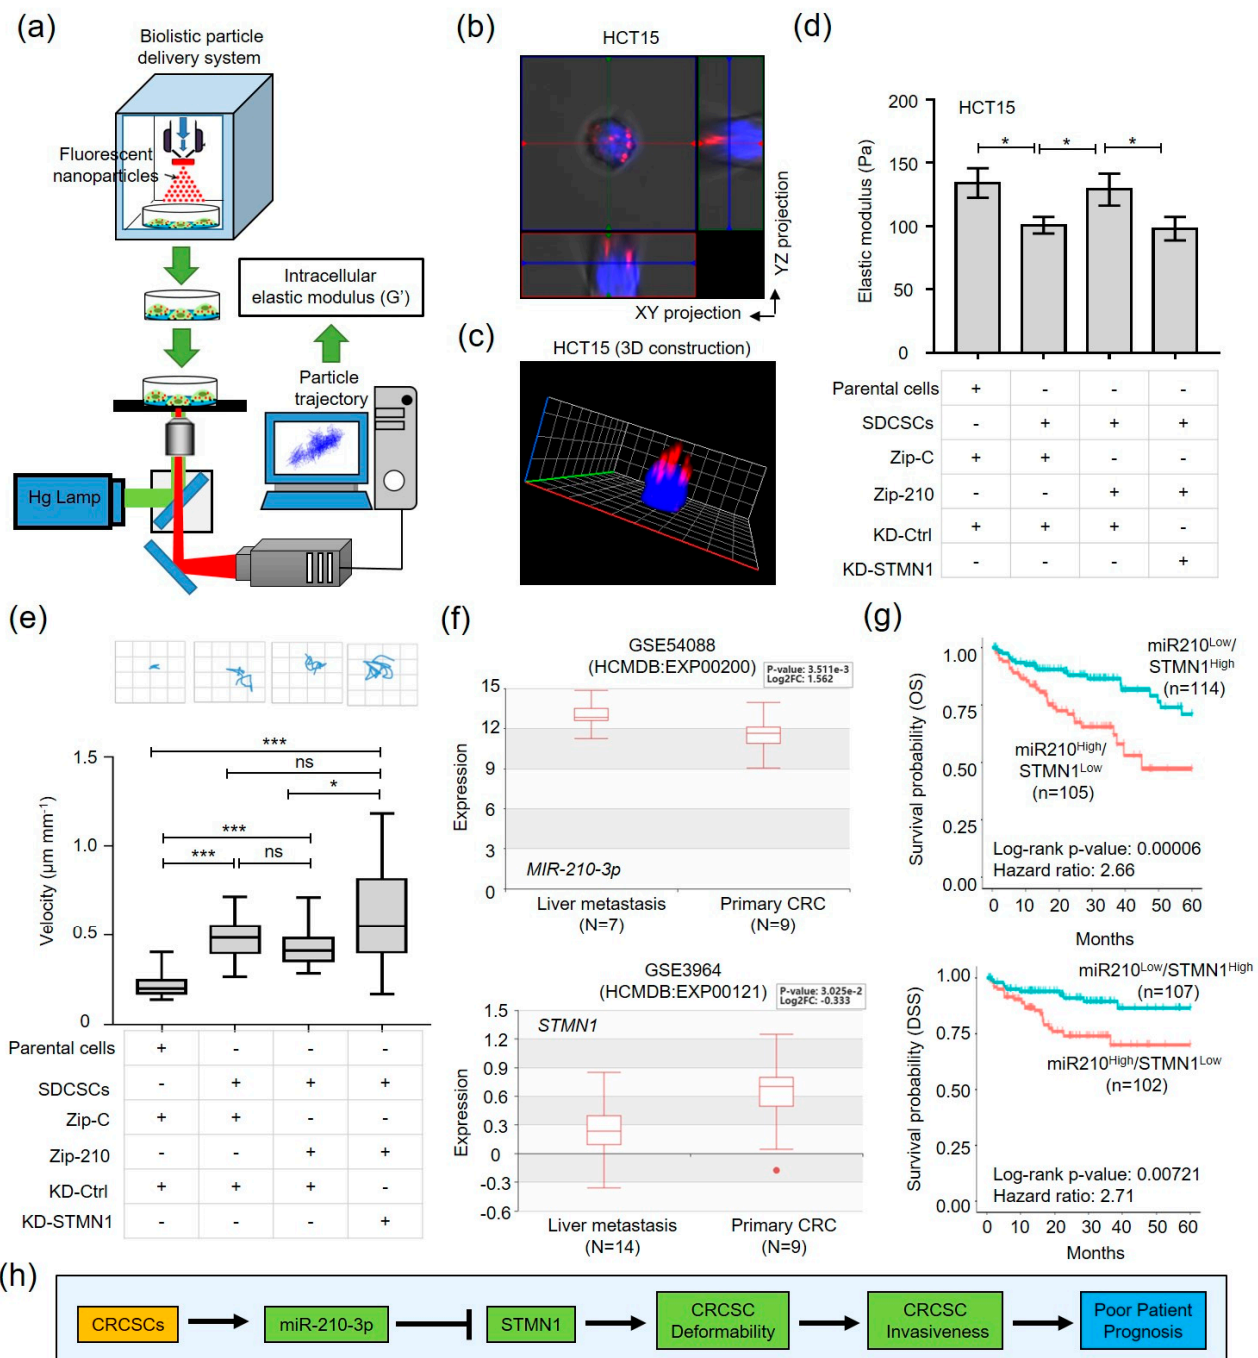 (a)
Biolistic particle
delivery system
Fluorescent
nanoparticles
Intracellular
elastic modulus (G')
Particle
trajectory
Hg Lamp
(b)
HCT15
YZ projection
XY projection
(c)
HCT15 (3D construction)
(d)
HCT15
Elastic modulus (Pa)
200
150
100
50
0
* * *
Parental cells + - - -
SDCSCs - + + +
Zip-C + + - -
Zip-210 - - + +
KD-Ctrl + + + -
KD-STMN1 - - - +
(e)
Velocity (µm mm⁻¹)
1.5
1.0
0.5
0
***
ns
*
***
*** ns
Parental cells + - - -
SDCSCs - + + +
Zip-C + + - -
Zip-210 - - + +
KD-Ctrl + + + -
KD-STMN1 - - - +
(f)
GSE54088
(HCMDB:EXP00200)
P-value: 3.511e-3
Log2FC: 1.562
Expression
15
12
9
6
3
0
MIR-210-3p
Liver metastasis
(N=7)
Primary CRC
(N=9)
GSE3964
(HCMDB:EXP00121)
P-value: 3.025e-2
Log2FC: -0.333
Expression
1.5
1.2
0.9
0.6
0.3
0
-0.3
-0.6
STMN1
Liver metastasis
(N=14)
Primary CRC
(N=9)
(g)
Survival probability (OS)
1.00
0.75
0.50
0.25
0.00
miR210Low/
STMN1High
(n=114)
miR210High/
STMN1Low
(n=105)
Log-rank p-value: 0.00006
Hazard ratio: 2.66
0 10 20 30 40 50 60
Months
Survival probability (DSS)
1.00
0.75
0.50
0.25
0.00
miR210Low/STMN1High
(n=107)
miR210High/STMN1Low
(n=102)
Log-rank p-value: 0.00721
Hazard ratio: 2.71
0 10 20 30 40 50 60
Months
(h)
CRCSCs
miR-210-3p
STMN1
CRCSC
Deformability
CRCSC
Invasiveness
Poor Patient
Prognosis